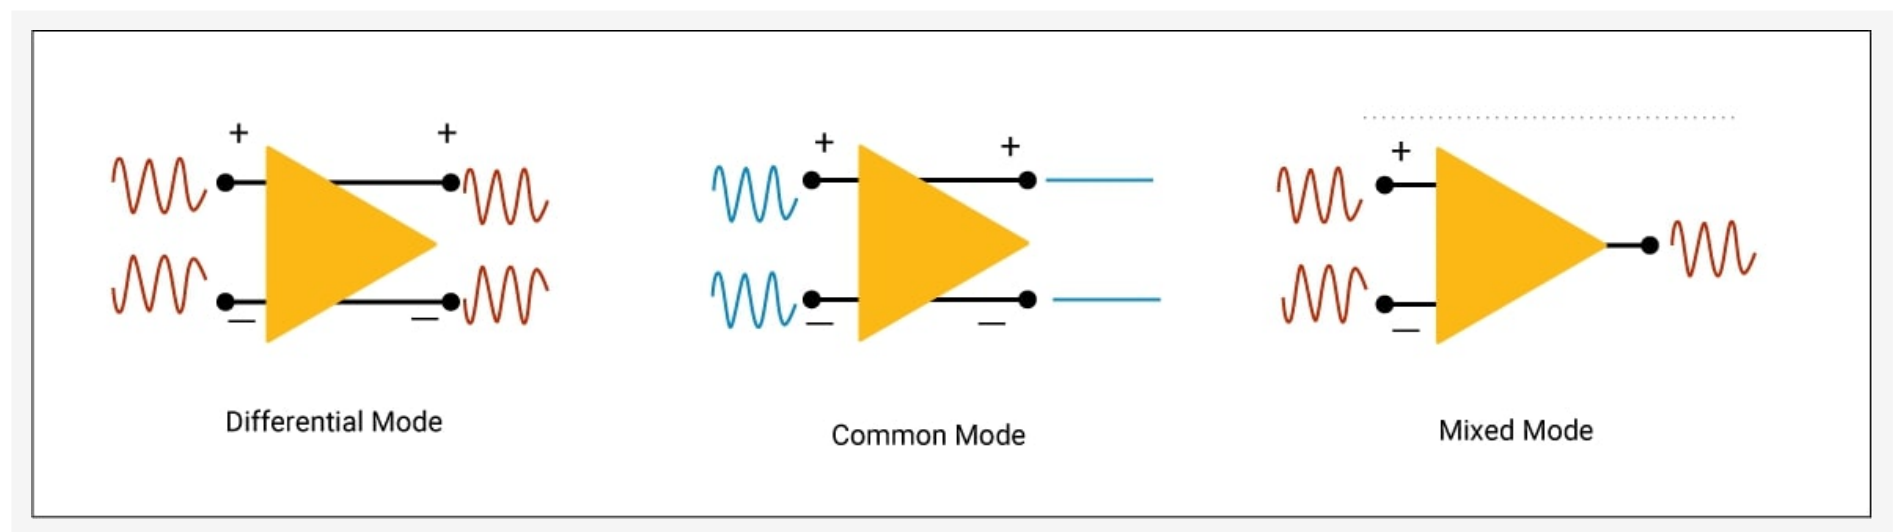 + +
— —
Differential Mode
+ +
— —
Common Mode
+
—
Mixed Mode